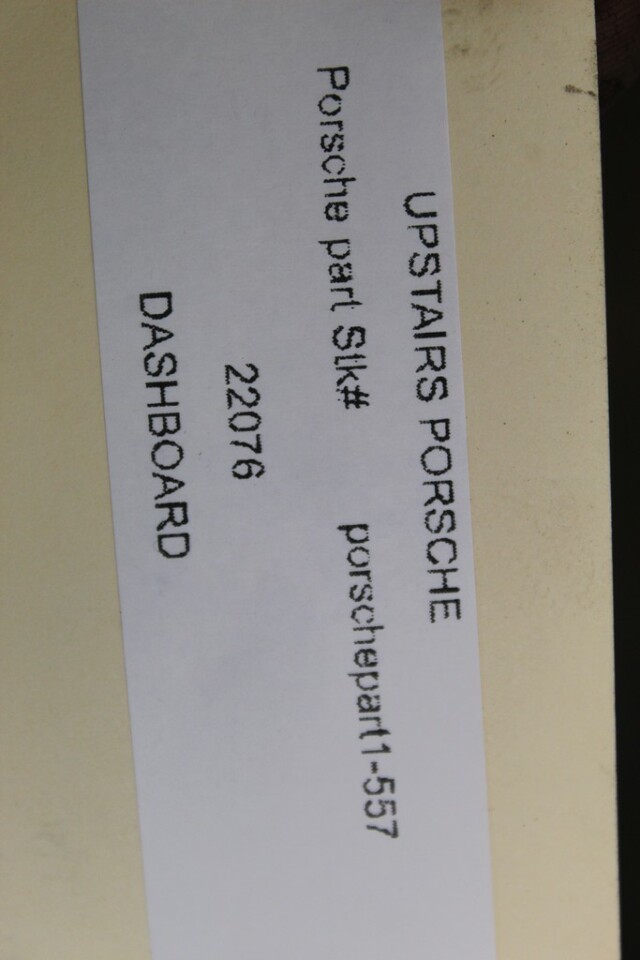 UPSTAIRS PORSCHE
Porsche part Stk# porschepart1-557
22076
DASHBOARD